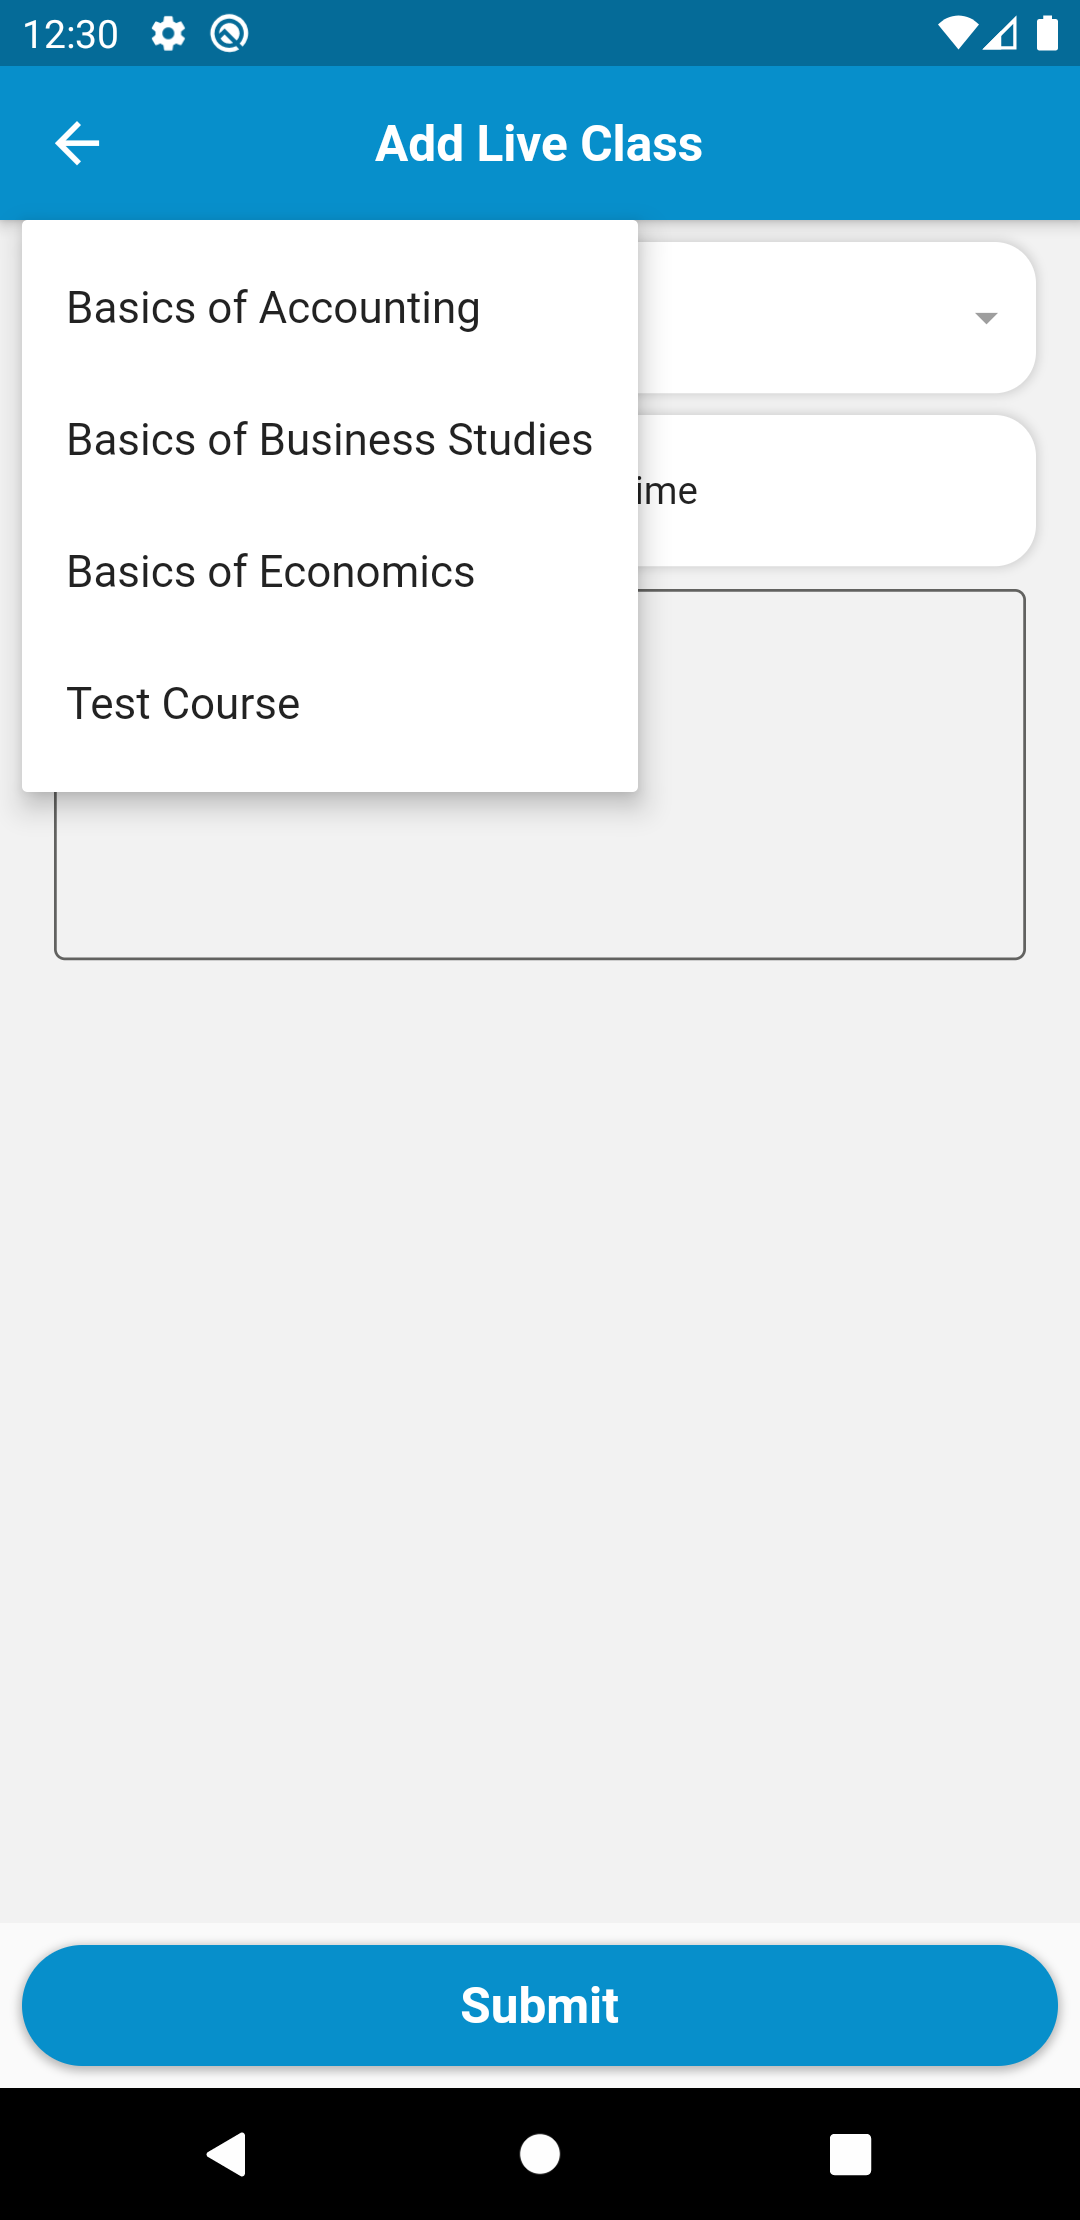 12:30
Add Live Class
Basics of Accounting
Basics of Business Studies
ime
Basics of Economics
Test Course
Submit